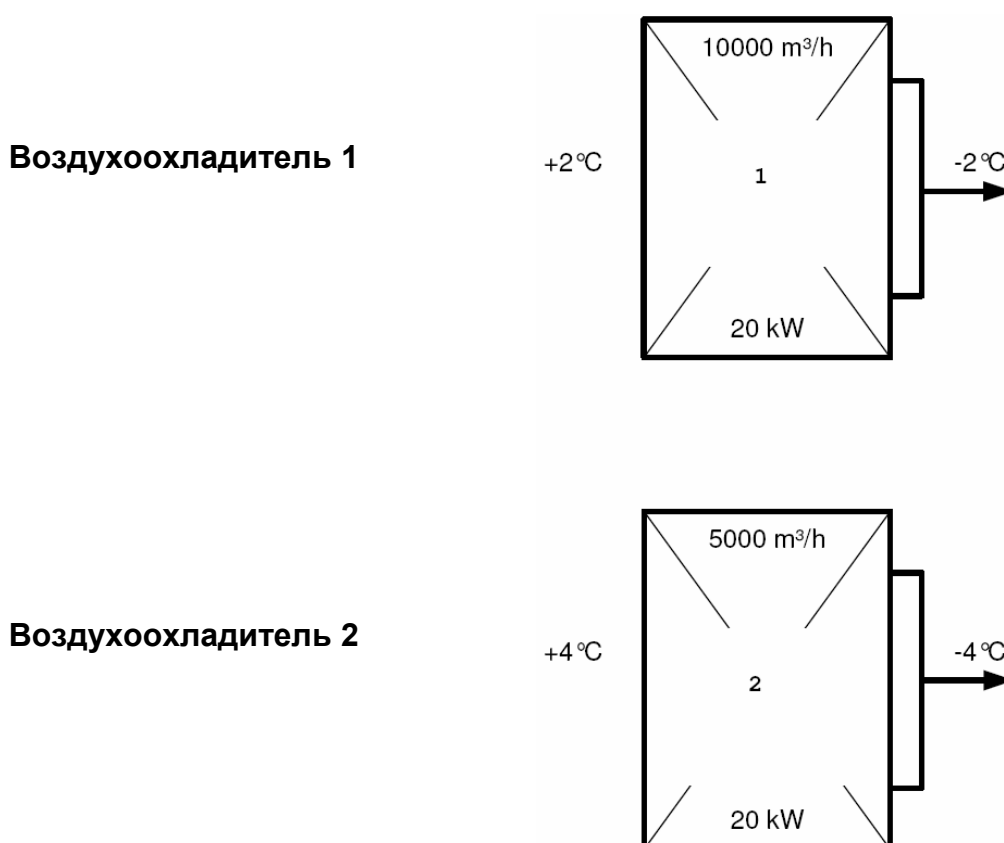 10000 m³/h
Воздухоохладитель 1
+2°C
1
-2°C
20 kW
5000 m³/h
Воздухоохладитель 2
+4°C
2
-4°C
20 kW